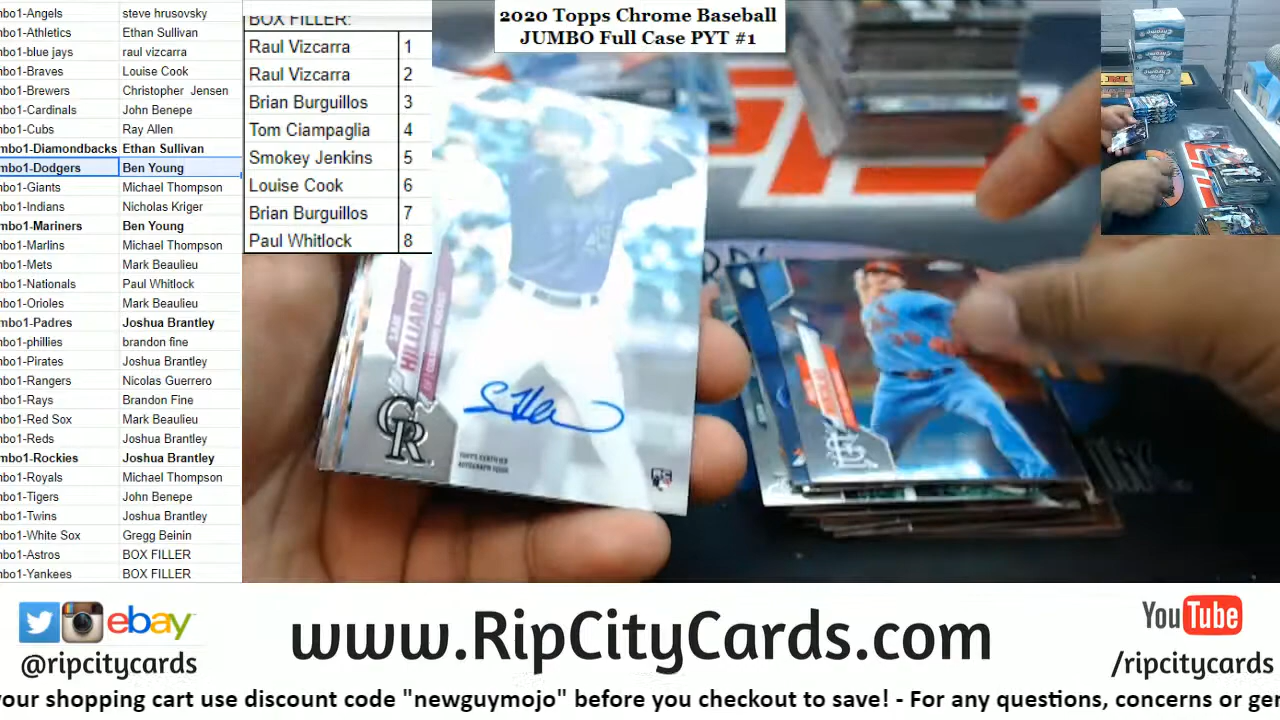 mbo1-Angels steve hrusovsky
mbo1-Athletics Ethan Sullivan
mbo1-blue jays raul vizcarra
mbo1-Braves Louise Cook
mbo1-Brewers Christopher Jensen
mbo1-Cardinals John Benepe
mbo1-Cubs Ray Allen
mbo1-Diamondbacks Ethan Sullivan
mbo1-Dodgers Ben Young
mbo1-Giants Michael Thompson
mbo1-Indians Nicholas Kriger
mbo1-Mariners Ben Young
mbo1-Marlins Michael Thompson
mbo1-Mets Mark Beaulieu
mbo1-Nationals Paul Whitlock
mbo1-Orioles Mark Beaulieu
mbo1-Padres Joshua Brantley
mbo1-phillies brandon fine
mbo1-Pirates Joshua Brantley
mbo1-Rangers Nicolas Guerrero
mbo1-Rays Brandon Fine
mbo1-Red Sox Mark Beaulieu
mbo1-Reds Joshua Brantley
mbo1-Rockies Joshua Brantley
mbo1-Royals Michael Thompson
mbo1-Tigers John Benepe
mbo1-Twins Joshua Brantley
mbo1-White Sox Gregg Beinin
mbo1-Astros BOX FILLER
mbo1-Yankees BOX FILLER
BOX FILLER:
Raul Vizcarra 1
Raul Vizcarra 2
Brian Burguillos 3
Tom Ciampaglia 4
Smokey Jenkins 5
Louise Cook 6
Brian Burguillos 7
Paul Whitlock 8
2020 Topps Chrome Baseball
JUMBO Full Case PYT #1
SAM
HILLIARD
CR
TOPPS CERTIFIED
AUTOGRAPH ISSUE
RC
ebay
@ripcitycards
www.RipCityCards.com
YouTube
/ripcitycards
your shopping cart use discount code "newguymojo" before you checkout to save! - For any questions, concerns or ger